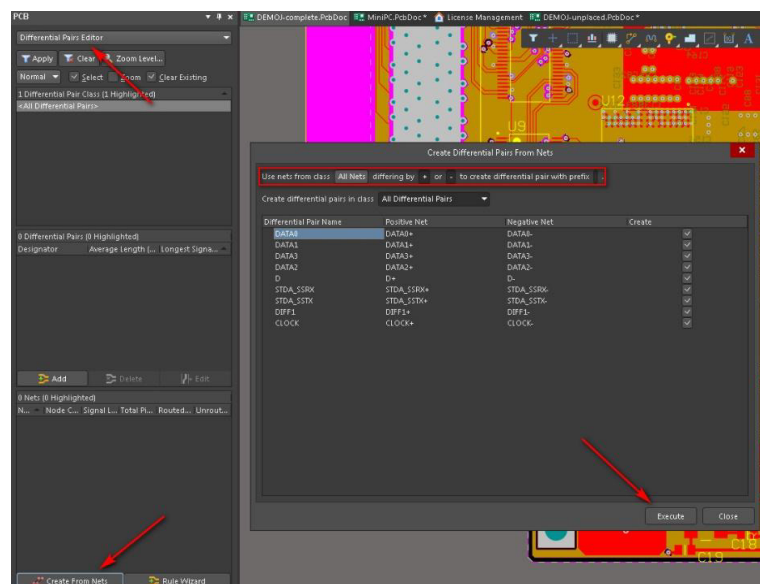 PCB
DEMOJ-complete.PcbDoc MiniPC.PcbDoc * License Management DEMOJ-unplaced.PcbDoc *
Differential Pairs Editor
Apply Clear Zoom Level...
Normal Select Zoom Clear Existing
1 Differential Pair Class (1 Highlighted)
<All Differential Pairs>
0 Differential Pairs (0 Highlighted)
Designator Average Length (... Longest Signa...
Add Delete Edit
0 Nets (0 Highlighted)
N... Node C... Signal L... Total Pi... Routed... Unrout...
Create From Nets Rule Wizard
U12
U9
Create Differential Pairs From Nets
Use nets from class All Nets differing by + or - to create differential pair with prefix
Create differential pairs in class All Differential Pairs
Differential Pair Name Positive Net Negative Net Create
DATA0 DATA0+ DATA0-
DATA1 DATA1+ DATA1-
DATA3 DATA3+ DATA3-
DATA2 DATA2+ DATA2-
D D+ D-
STDA_SSRX STDA_SSRX+ STDA_SSRX-
STDA_SSTX STDA_SSTX+ STDA_SSTX-
DIFF1 DIFF1+ DIFF1-
CLOCK CLOCK+ CLOCK-
Execute Close
C18
C19